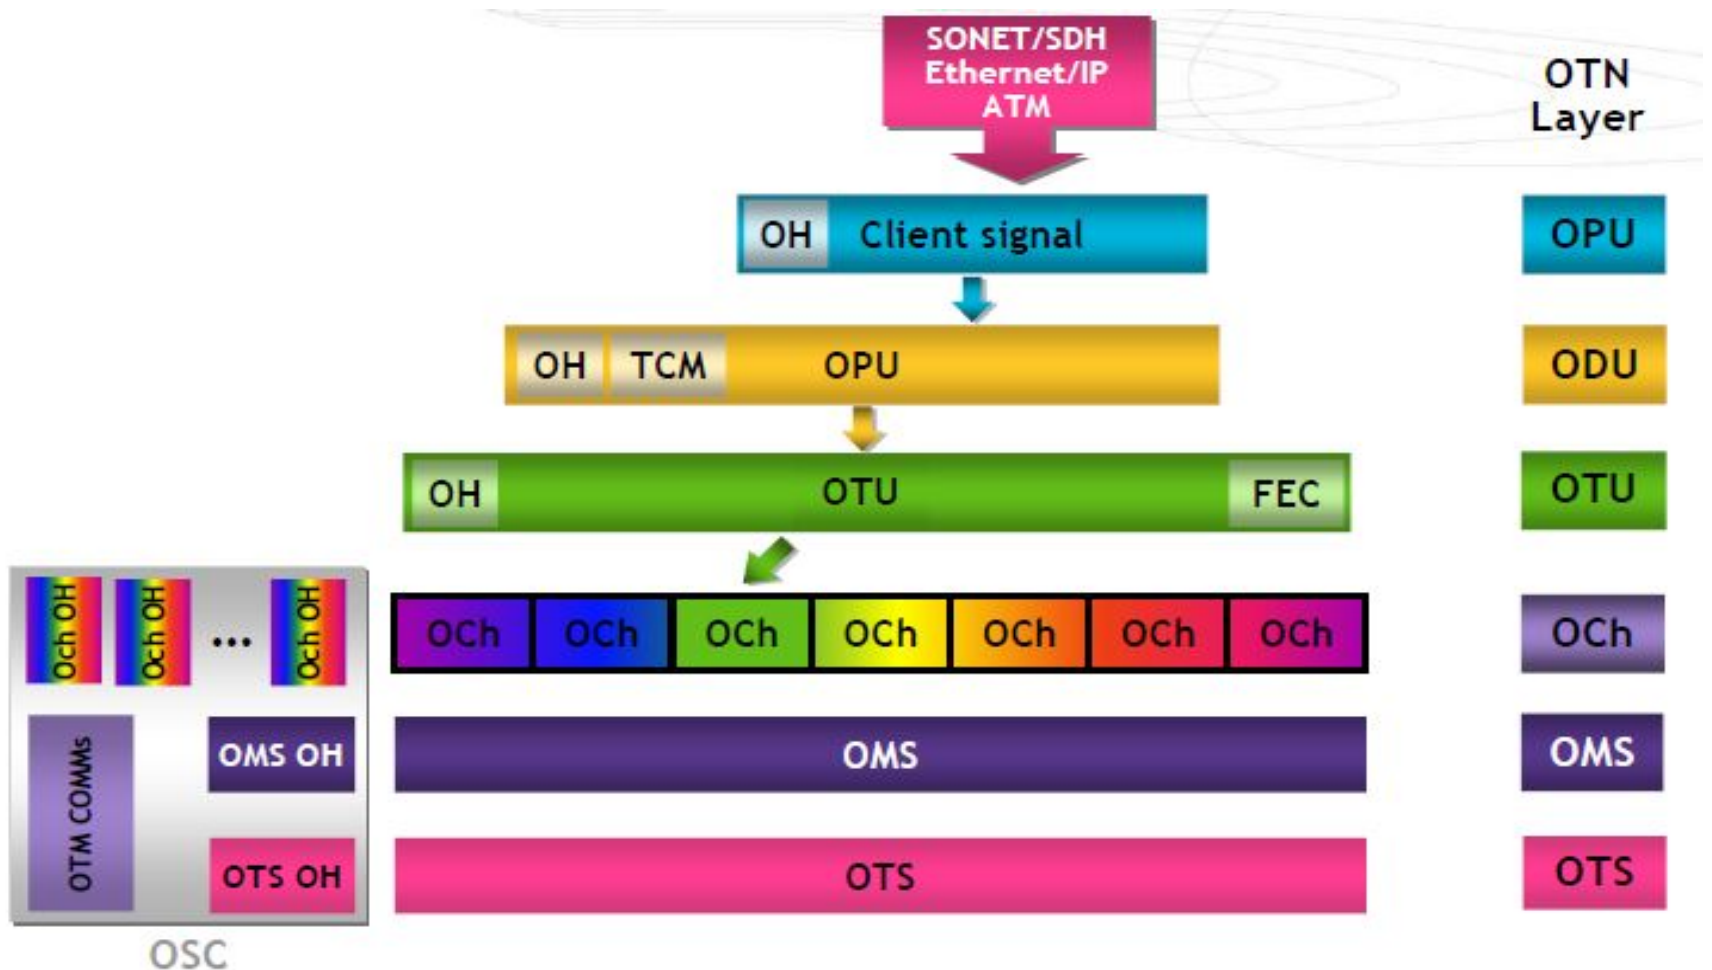 SONET/SDH
Ethernet/IP
ATM
OTN
Layer
OH Client signal
OPU
OH TCM OPU
ODU
OH OTU FEC
OTU
Och OH Och OH ... Och OH
OCh OCh OCh OCh OCh OCh OCh
OCh
OTM COMMs
OMS OH
OMS
OMS
OTS OH
OTS
OTS
OSC